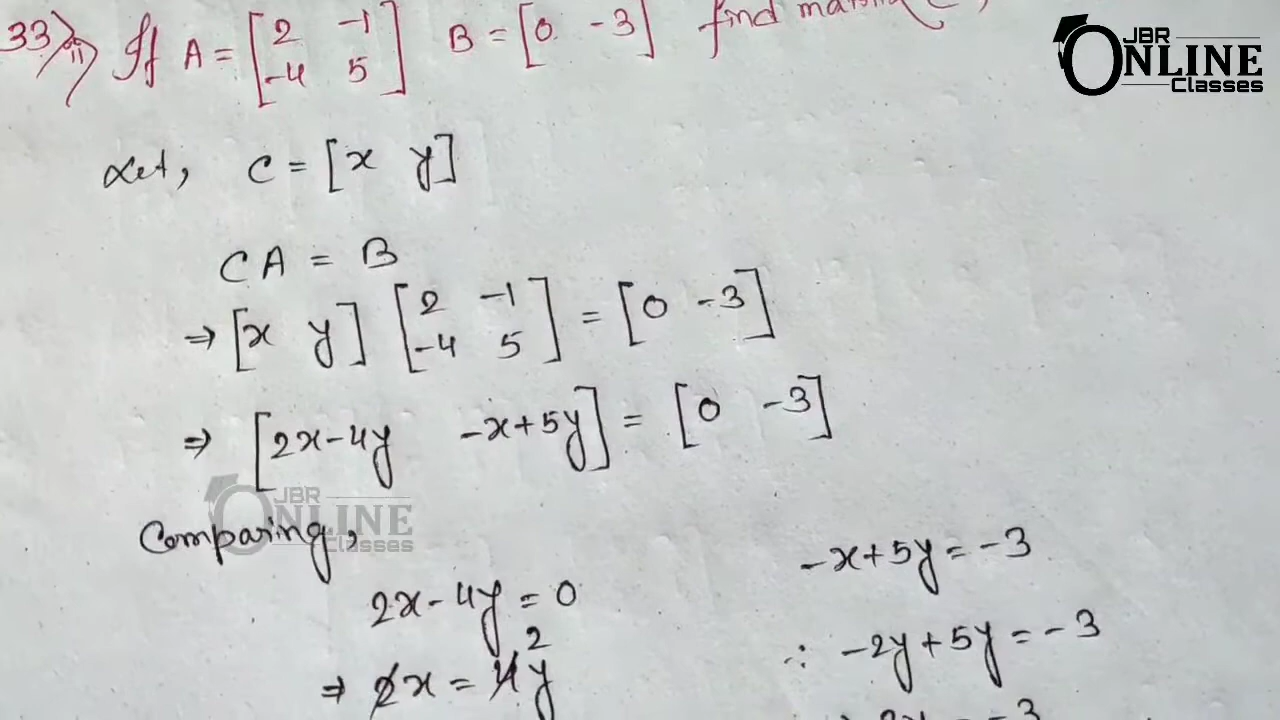 33) ii) If A = [2 -1
-4 5] B = [0 -3] find
JBR
ONLINE
Classes
Let, C = [x y]
CA = B
⇒ [x y] [2 -1
-4 5] = [0 -3]
⇒ [2x-4y -x+5y] = [0 -3]
JBR
ONLINE
Classes
Comparing,
2x-4y = 0
⇒ 2x = 4y
2
-x+5y = -3
∴ -2y+5y = -3